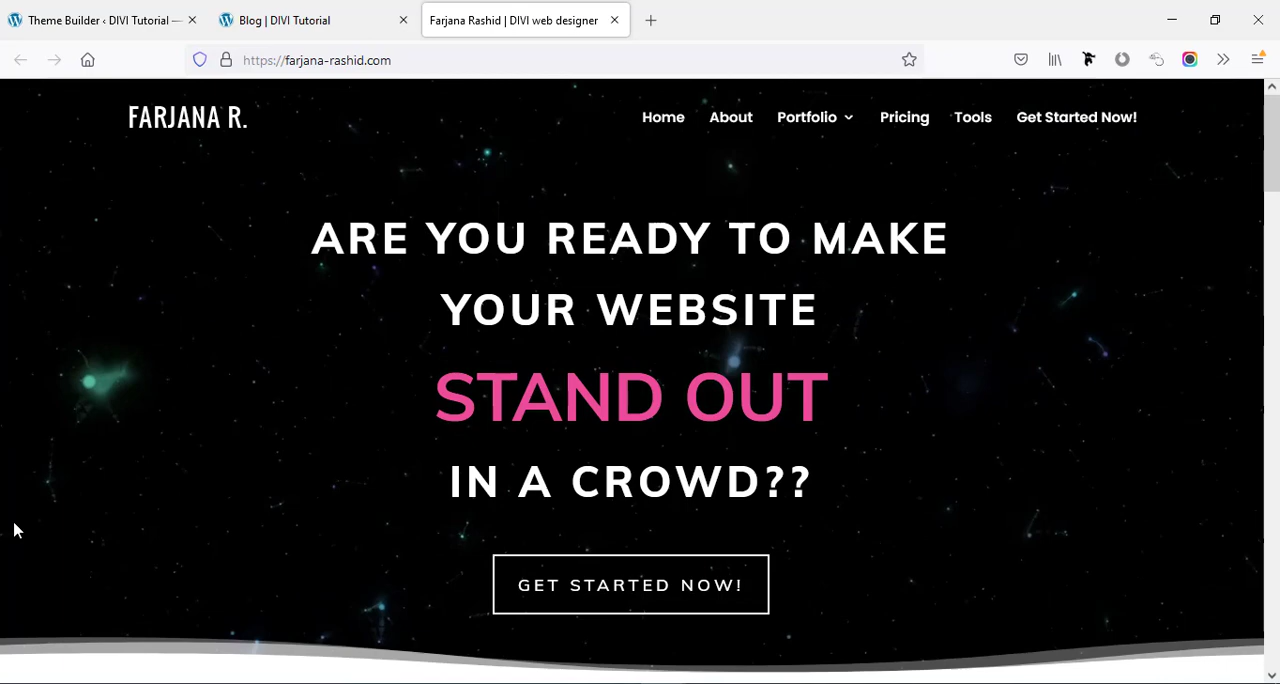 Theme Builder ‹ DIVI Tutorial —
Blog | DIVI Tutorial
Farjana Rashid | DIVI web designer
https://farjana-rashid.com
FARJANA R.
Home About Portfolio Pricing Tools Get Started Now!
ARE YOU READY TO MAKE
YOUR WEBSITE
STAND OUT
IN A CROWD??
GET STARTED NOW!